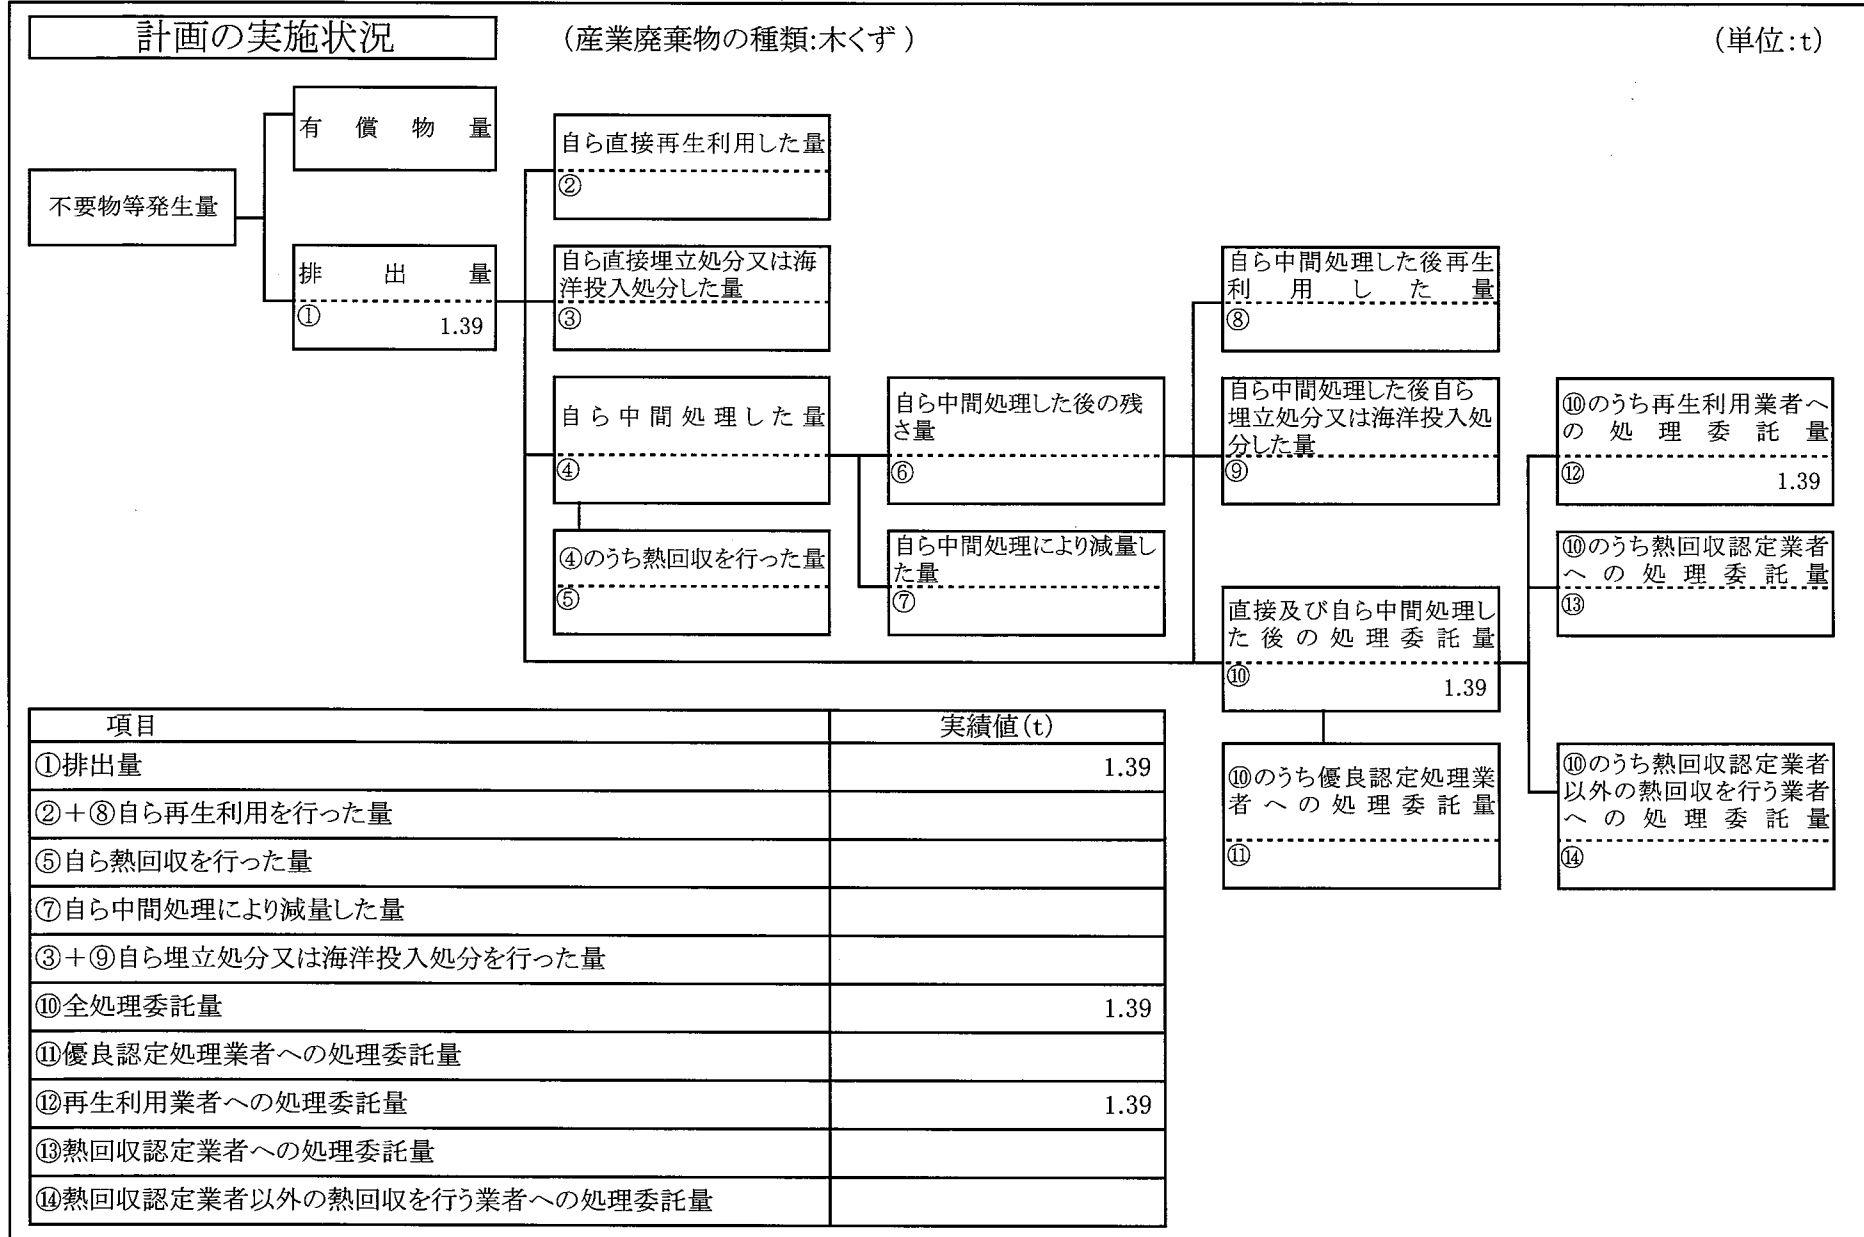 計画の実施状況
（産業廃棄物の種類:木くず ）
（単位:t）
有償物量
不要物等発生量
排出量
①
1.39
自ら直接再生利用した量
②
自ら直接埋立処分又は海
洋投入処分した量
③
自ら中間処理した量
④
④のうち熱回収を行った量
⑤
自ら中間処理した後の残
さ量
⑥
自ら中間処理により減量し
た量
⑦
自ら中間処理した後再生
利用した量
⑧
自ら中間処理した後自ら
埋立処分又は海洋投入処
分した量
⑨
直接及び自ら中間処理し
た後の処理委託量
⑩
1.39
⑩のうち優良認定処理業
者への処理委託量
⑪
⑩のうち再生利用業者へ
の処理委託量
⑫
1.39
⑩のうち熱回収認定業者
への処理委託量
⑬
⑩のうち熱回収認定業者
以外の熱回収を行う業者
への処理委託量
⑭
項目 実績値(t)
①排出量 1.39
②＋⑧自ら再生利用を行った量
⑤自ら熱回収を行った量
⑦自ら中間処理により減量した量
③＋⑨自ら埋立処分又は海洋投入処分を行った量
⑩全処理委託量 1.39
⑪優良認定処理業者への処理委託量
⑫再生利用業者への処理委託量 1.39
⑬熱回収認定業者への処理委託量
⑭熱回収認定業者以外の熱回収を行う業者への処理委託量